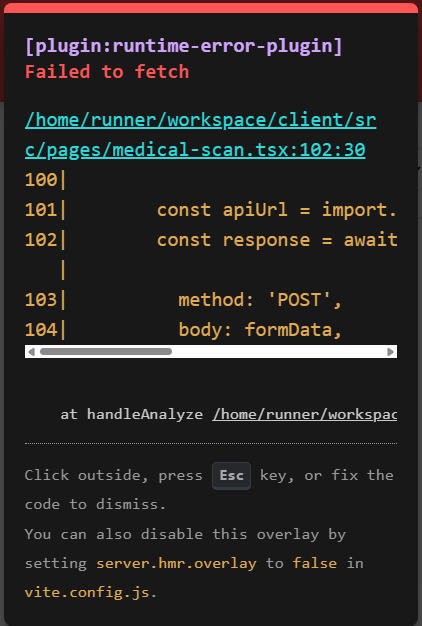 [plugin:runtime-error-plugin]
Failed to fetch
/home/runner/workspace/client/sr
c/pages/medical-scan.tsx:102:30
100|
101|        const apiUrl = import.
102|        const response = await
   |
103|          method: 'POST',
104|          body: formData,
at handleAnalyze /home/runner/workspac
Click outside, press Esc key, or fix the
code to dismiss.
You can also disable this overlay by
setting server.hmr.overlay to false in
vite.config.js.